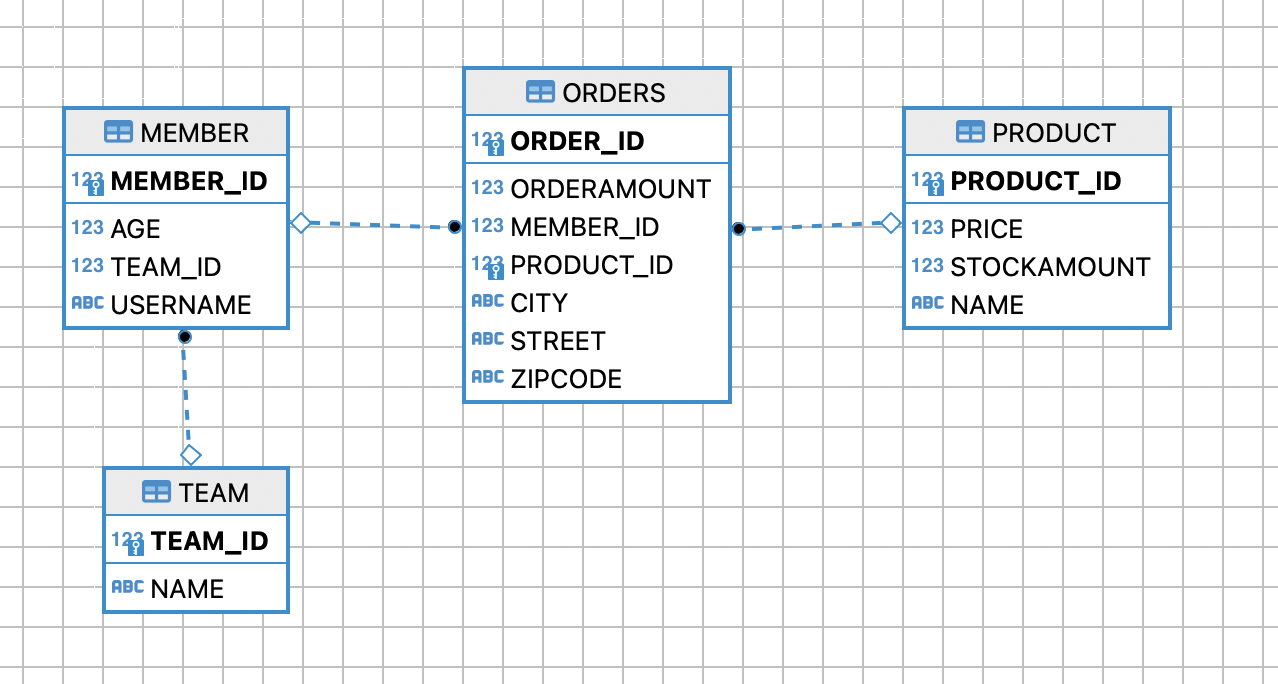 MEMBER
123 MEMBER_ID
123 AGE
123 TEAM_ID
ABC USERNAME
ORDERS
123 ORDER_ID
123 ORDERAMOUNT
123 MEMBER_ID
123 PRODUCT_ID
ABC CITY
ABC STREET
ABC ZIPCODE
PRODUCT
123 PRODUCT_ID
123 PRICE
123 STOCKAMOUNT
ABC NAME
TEAM
123 TEAM_ID
ABC NAME